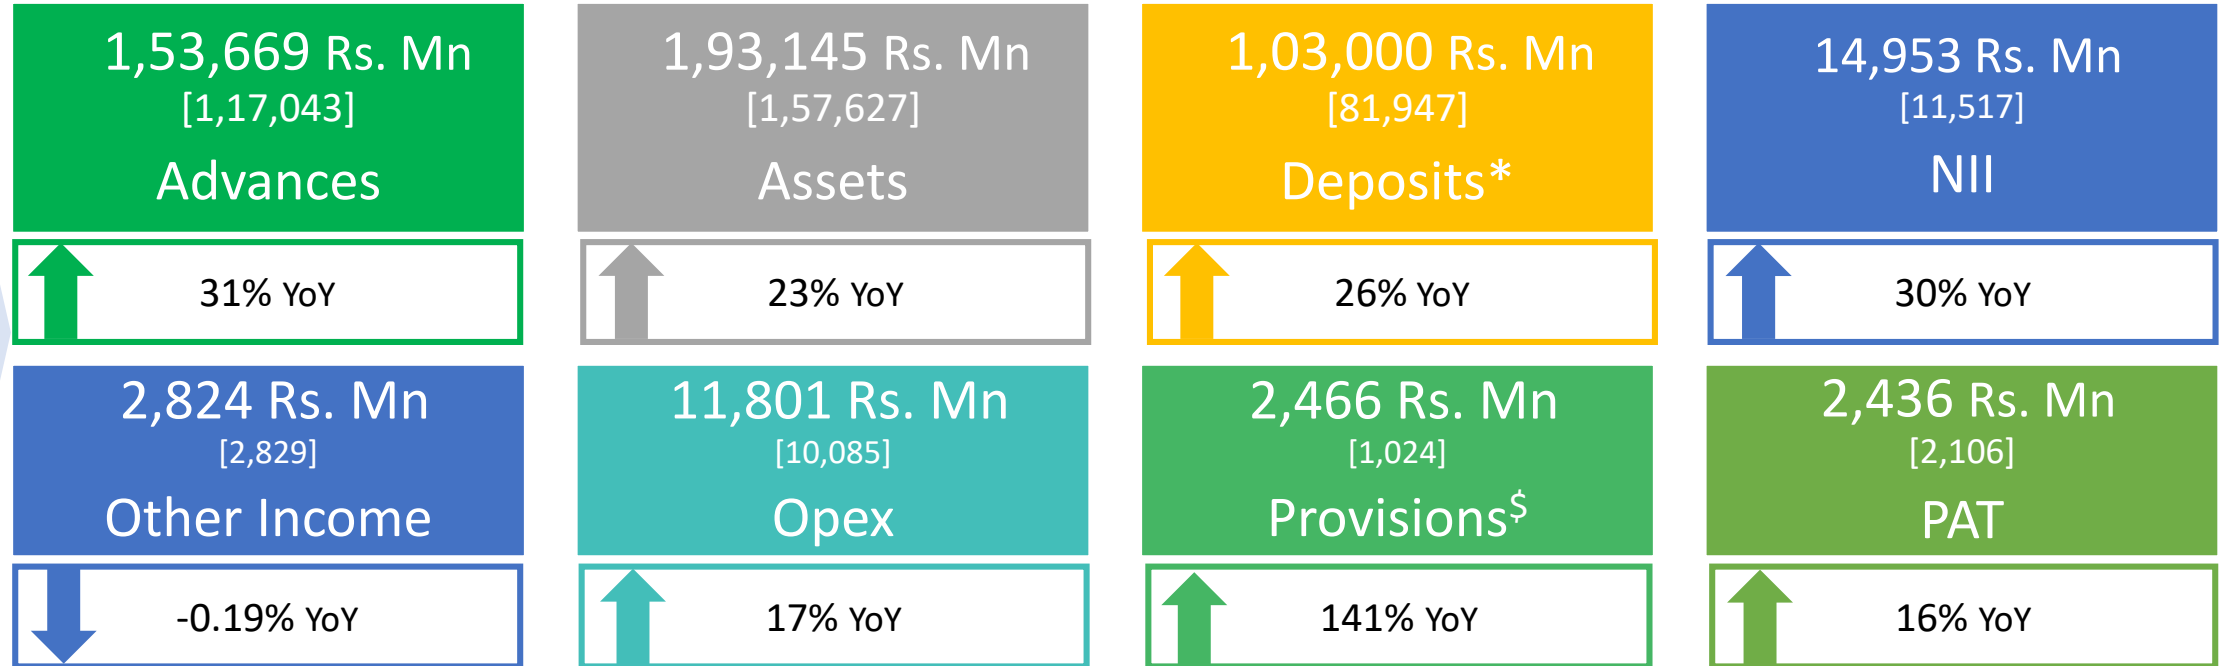 1,53,669 Rs. Mn
[1,17,043]
Advances
31% YoY
1,93,145 Rs. Mn
[1,57,627]
Assets
23% YoY
1,03,000 Rs. Mn
[81,947]
Deposits*
26% YoY
14,953 Rs. Mn
[11,517]
NII
30% YoY
2,824 Rs. Mn
[2,829]
Other Income
-0.19% YoY
11,801 Rs. Mn
[10,085]
Opex
17% YoY
2,466 Rs. Mn
[1,024]
Provisions$
141% YoY
2,436 Rs. Mn
[2,106]
PAT
16% YoY